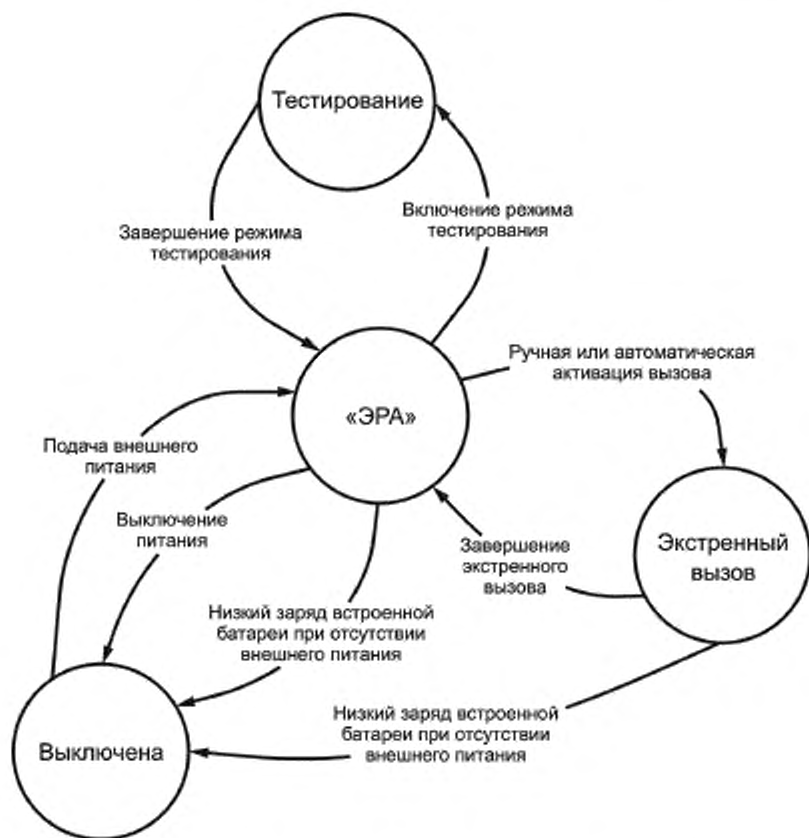 Тестирование
Завершение режима
тестирования
Включение режима
тестирования
Ручная или автоматическая
активация вызова
«ЭРА»
Подача внешнего
питания
Выключение
питания
Завершение
экстренного
вызова
Экстренный
вызов
Низкий заряд встроенной
батареи при отсутствии
внешнего питания
Низкий заряд встроенной
батареи при отсутствии
внешнего питания
Выключена